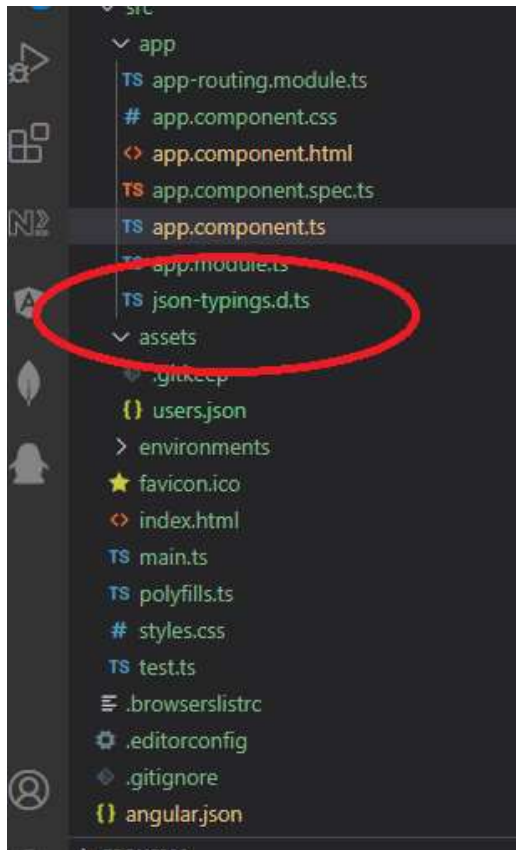 src
app
TS app-routing.module.ts
# app.component.css
<> app.component.html
TS app.component.spec.ts
TS app.component.ts
TS app.module.ts
TS json-typings.d.ts
assets
.gitkeep
{} users.json
environments
favicon.ico
<> index.html
TS main.ts
TS polyfills.ts
# styles.css
TS test.ts
.browserslistrc
.editorconfig
.gitignore
{} angular.json